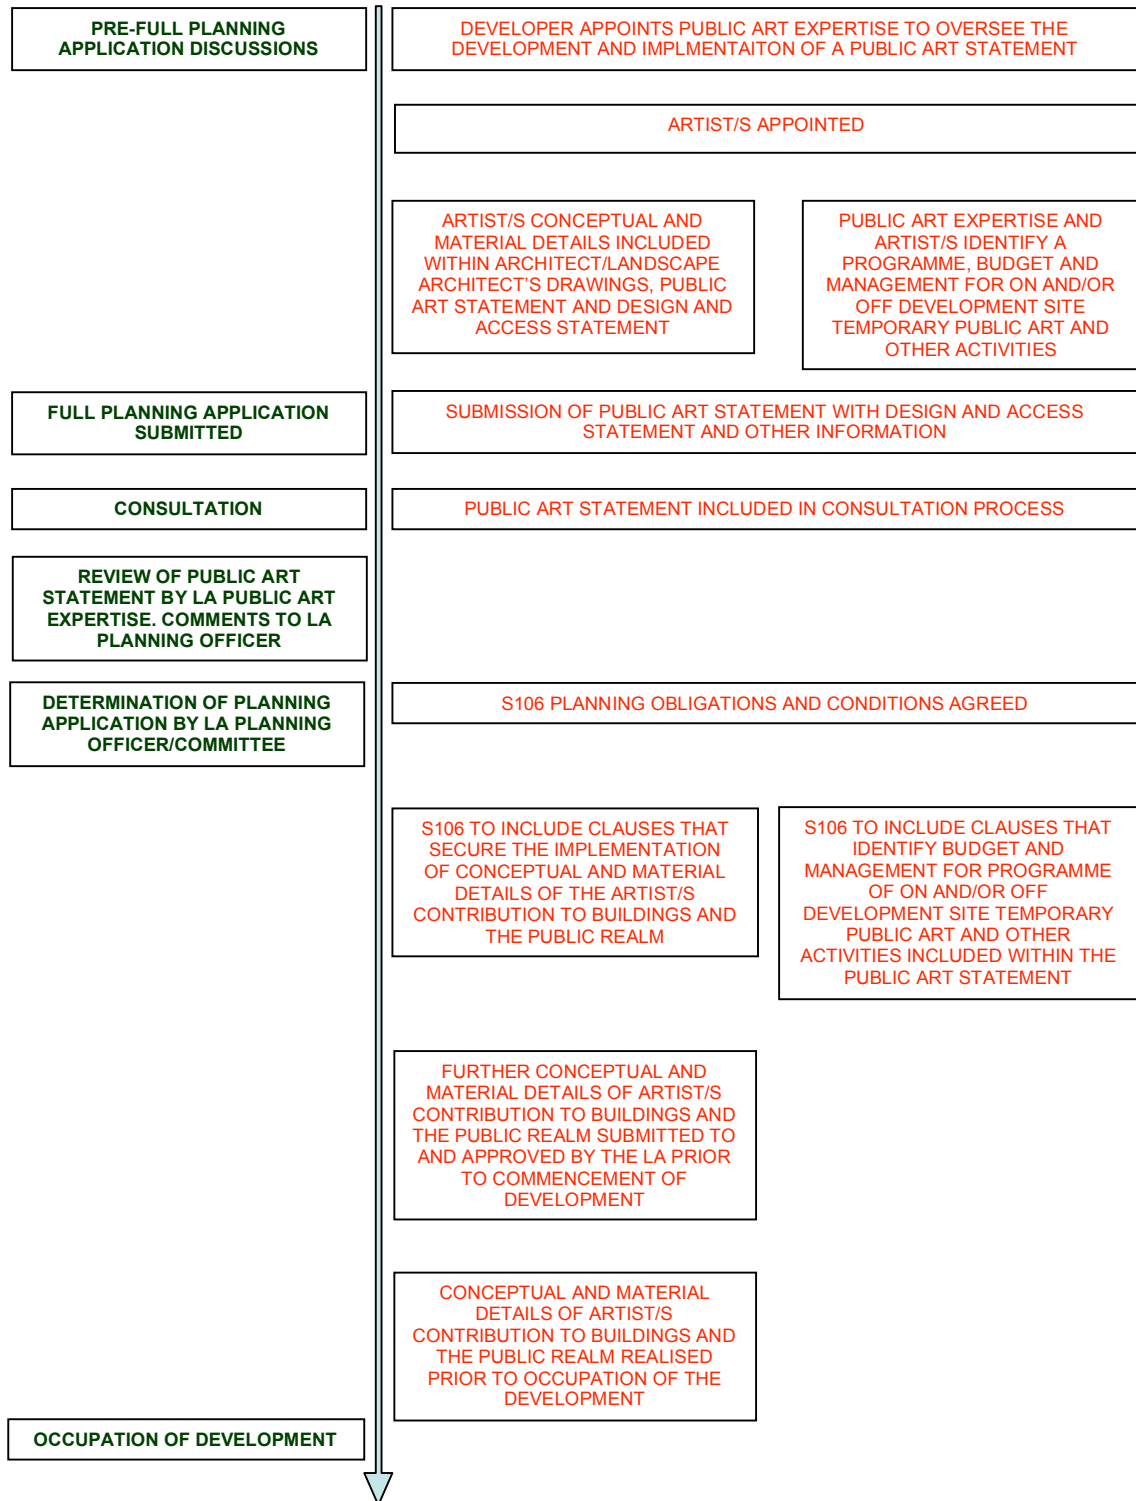 PRE-FULL PLANNING
APPLICATION DISCUSSIONS
DEVELOPER APPOINTS PUBLIC ART EXPERTISE TO OVERSEE THE
DEVELOPMENT AND IMPLMENTAITON OF A PUBLIC ART STATEMENT
ARTIST/S APPOINTED
ARTIST/S CONCEPTUAL AND
MATERIAL DETAILS INCLUDED
WITHIN ARCHITECT/LANDSCAPE
ARCHITECT'S DRAWINGS, PUBLIC
ART STATEMENT AND DESIGN AND
ACCESS STATEMENT
PUBLIC ART EXPERTISE AND
ARTIST/S IDENTIFY A
PROGRAMME, BUDGET AND
MANAGEMENT FOR ON AND/OR
OFF DEVELOPMENT SITE
TEMPORARY PUBLIC ART AND
OTHER ACTIVITIES
FULL PLANNING APPLICATION
SUBMITTED
SUBMISSION OF PUBLIC ART STATEMENT WITH DESIGN AND ACCESS
STATEMENT AND OTHER INFORMATION
CONSULTATION
PUBLIC ART STATEMENT INCLUDED IN CONSULTATION PROCESS
REVIEW OF PUBLIC ART
STATEMENT BY LA PUBLIC ART
EXPERTISE. COMMENTS TO LA
PLANNING OFFICER
DETERMINATION OF PLANNING
APPLICATION BY LA PLANNING
OFFICER/COMMITTEE
S106 PLANNING OBLIGATIONS AND CONDITIONS AGREED
S106 TO INCLUDE CLAUSES THAT
SECURE THE IMPLEMENTATION
OF CONCEPTUAL AND MATERIAL
DETAILS OF THE ARTIST/S
CONTRIBUTION TO BUILDINGS AND
THE PUBLIC REALM
S106 TO INCLUDE CLAUSES THAT
IDENTIFY BUDGET AND
MANAGEMENT FOR PROGRAMME
OF ON AND/OR OFF
DEVELOPMENT SITE TEMPORARY
PUBLIC ART AND OTHER
ACTIVITIES INCLUDED WITHIN THE
PUBLIC ART STATEMENT
FURTHER CONCEPTUAL AND
MATERIAL DETAILS OF ARTIST/S
CONTRIBUTION TO BUILDINGS AND
THE PUBLIC REALM SUBMITTED TO
AND APPROVED BY THE LA PRIOR
TO COMMENCEMENT OF
DEVELOPMENT
CONCEPTUAL AND MATERIAL
DETAILS OF ARTIST/S
CONTRIBUTION TO BUILDINGS AND
THE PUBLIC REALM REALISED
PRIOR TO OCCUPATION OF THE
DEVELOPMENT
OCCUPATION OF DEVELOPMENT